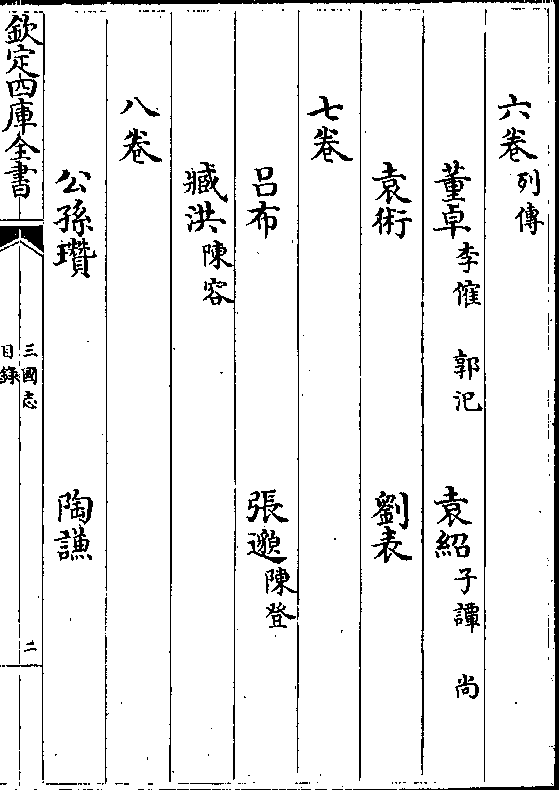 六卷列傳
董卓李傕 郭汜 袁紹子譚 尚
袁術 劉表
七卷
呂布 張邈陳登
臧洪陳容
八卷
公孫瓚 陶謙
欽定四庫全書
三國志
目錄
二